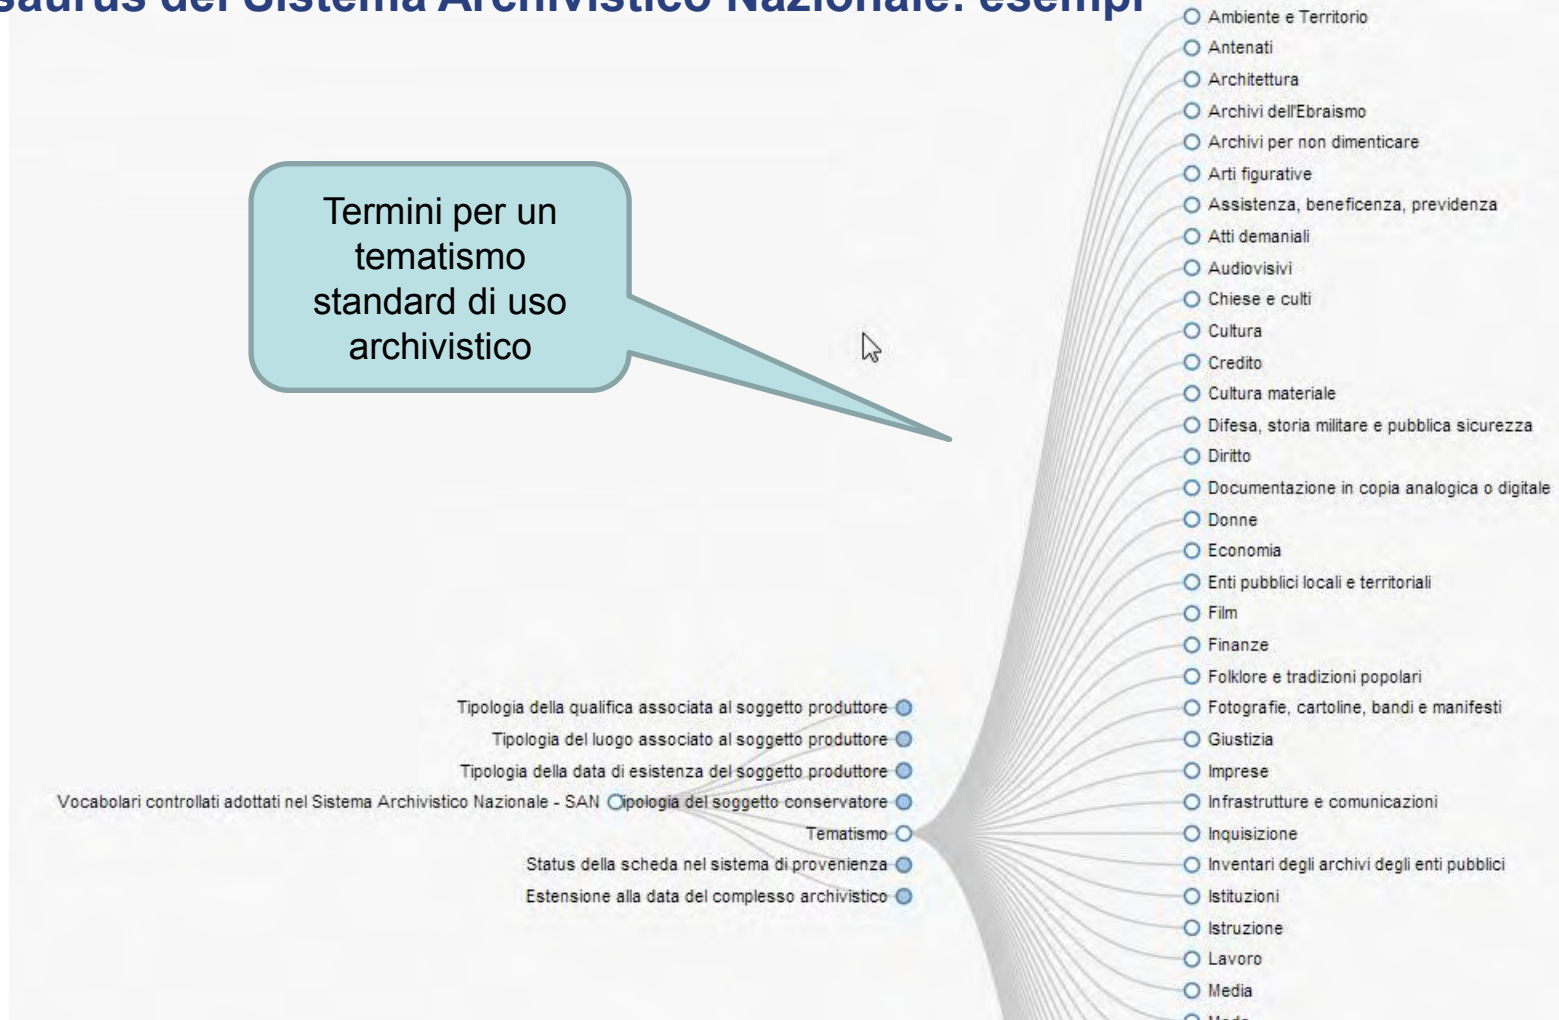 saurus del Sistema Archivistico Nazionale: esempi
Termini per un
tematismo
standard di uso
archivistico
Vocabolari controllati adottati nel Sistema Archivistico Nazionale - SAN
Tipologia della qualifica associata al soggetto produttore
Tipologia del luogo associato al soggetto produttore
Tipologia della data di esistenza del soggetto produttore
Tipologia del soggetto conservatore
Tematismo
Status della scheda nel sistema di provenienza
Estensione alla data del complesso archivistico
Ambiente e Territorio
Antenati
Architettura
Archivi dell'Ebraismo
Archivi per non dimenticare
Arti figurative
Assistenza, beneficenza, previdenza
Atti demaniali
Audiovisivi
Chiese e culti
Cultura
Credito
Cultura materiale
Difesa, storia militare e pubblica sicurezza
Diritto
Documentazione in copia analogica o digitale
Donne
Economia
Enti pubblici locali e territoriali
Film
Finanze
Folklore e tradizioni popolari
Fotografie, cartoline, bandi e manifesti
Giustizia
Imprese
Infrastrutture e comunicazioni
Inquisizione
Inventari degli archivi degli enti pubblici
Istituzioni
Istruzione
Lavoro
Media
Moda